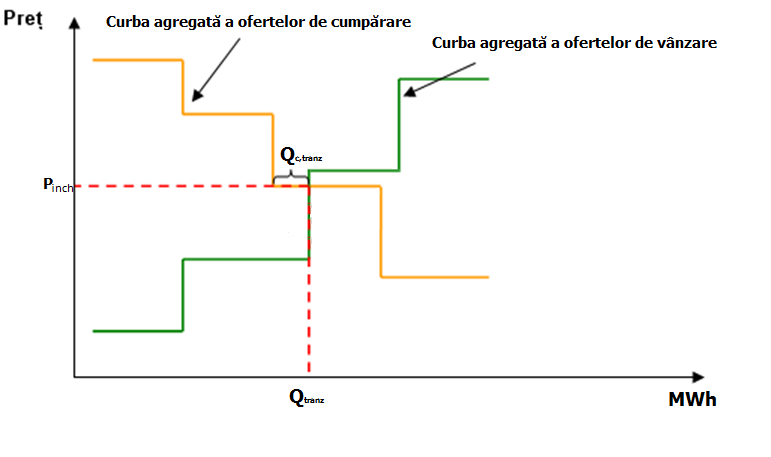 Preț
Curba agregată a ofertelor de cumpărare
Curba agregată a ofertelor de vânzare
Qc,tranz
Pinch
Qtranz
MWh